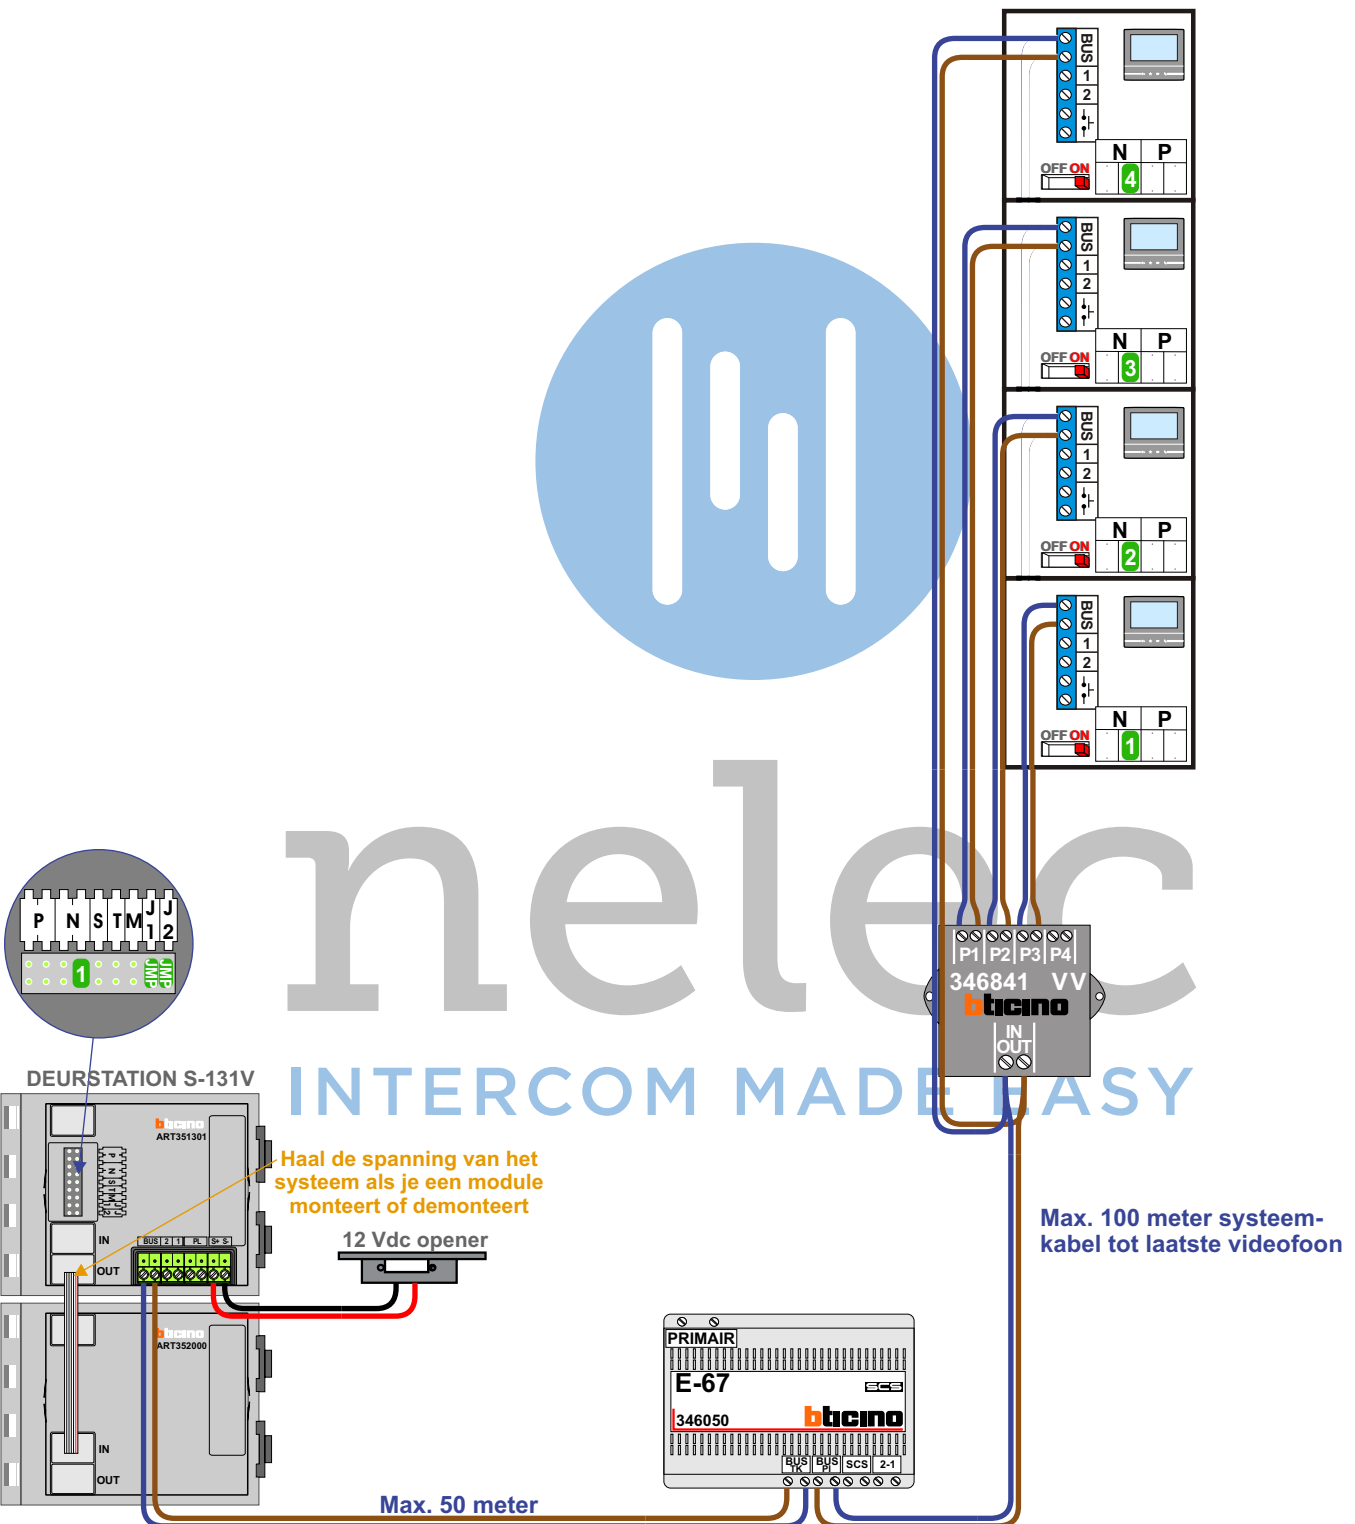 BUS
1
2
OFF ON
N P
4
BUS
1
2
OFF ON
N P
3
BUS
1
2
OFF ON
N P
2
BUS
1
2
OFF ON
N P
1
nelec
INTERCOM MADE EASY
P N S T M J1 J2
1 JMP JMP
P1 P2 P3 P4
346841 VV
bticino
IN
OUT
DEURSTATION S-131V
bticino
ART351301
P N S T M J1 J2
IN
OUT
BUS 2 1 PL S+ S-
Haal de spanning van het
systeem als je een module
monteert of demonteert
12 Vdc opener
bticino
ART352000
IN
OUT
Max. 100 meter systeem-
kabel tot laatste videofoon
PRIMAIR
E-67
SCS
346050
bticino
BUS TK BUS PI SCS 2-1
Max. 50 meter